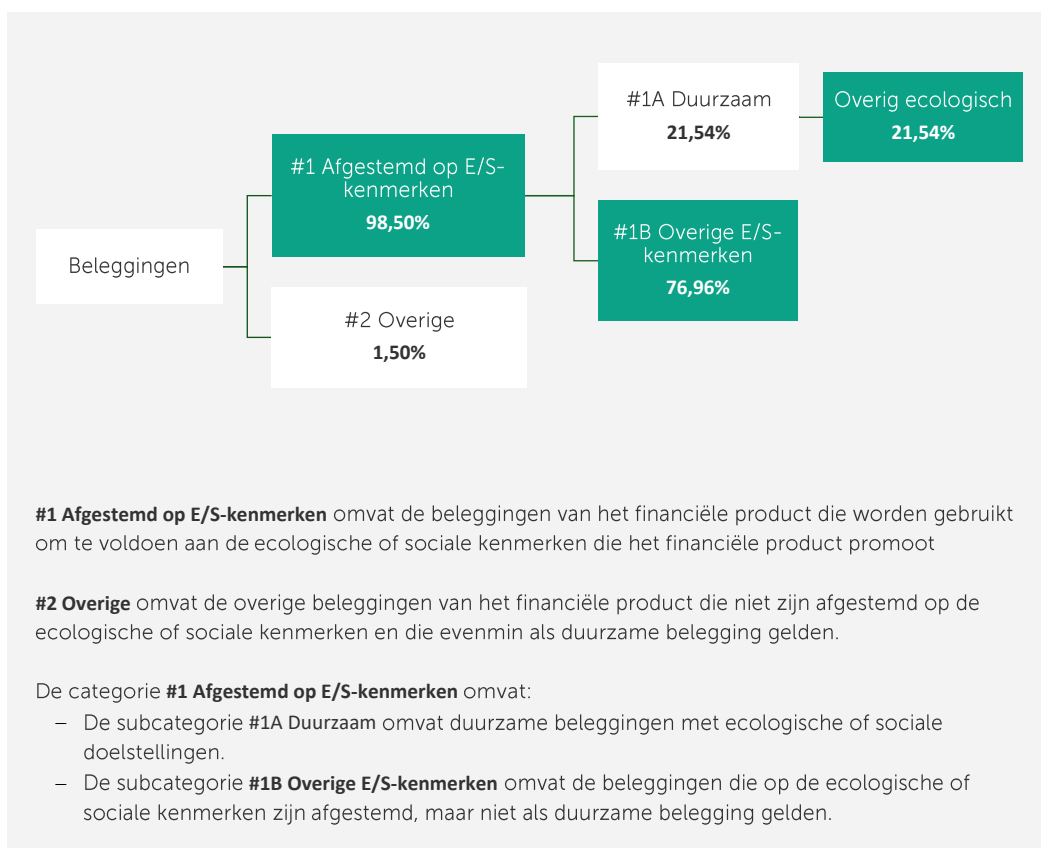 #1A Duurzaam
21,54%
Overig ecologisch
21,54%
#1 Afgestemd op E/S-
kenmerken
98,50%
#1B Overige E/S-
kenmerken
76,96%
Beleggingen
#2 Overige
1,50%
#1 Afgestemd op E/S-kenmerken omvat de beleggingen van het financiële product die worden gebruikt
om te voldoen aan de ecologische of sociale kenmerken die het financiële product promoot
#2 Overige omvat de overige beleggingen van het financiële product die niet zijn afgestemd op de
ecologische of sociale kenmerken en die evenmin als duurzame belegging gelden.
De categorie #1 Afgestemd op E/S-kenmerken omvat:
– De subcategorie #1A Duurzaam omvat duurzame beleggingen met ecologische of sociale
doelstellingen.
– De subcategorie #1B Overige E/S-kenmerken omvat de beleggingen die op de ecologische of
sociale kenmerken zijn afgestemd, maar niet als duurzame belegging gelden.